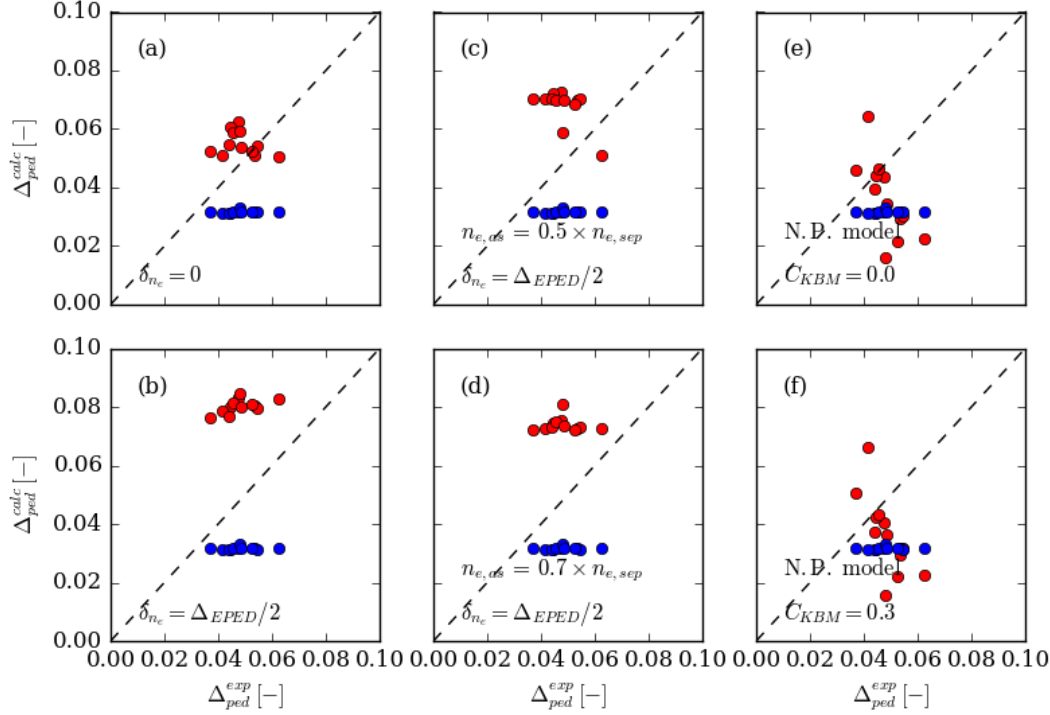 0.10
0.08
0.06
0.04
0.02
0.00
Δ_{ped}^{calc} [−]
(a)
δ_{n_e} = 0
(c)
n_{e,as} = 0.5 × n_{e,sep}
δ_{n_e} = Δ_{EPED}/2
(e)
N.P. model
C_{KBM} = 0.0
0.10
0.08
0.06
0.04
0.02
0.00
Δ_{ped}^{calc} [−]
(b)
δ_{n_e} = Δ_{EPED}/2
(d)
n_{e,as} = 0.7 × n_{e,sep}
δ_{n_e} = Δ_{EPED}/2
(f)
N.P. model
C_{KBM} = 0.3
0.00 0.02 0.04 0.06 0.08 0.10
0.00 0.02 0.04 0.06 0.08 0.10
0.00 0.02 0.04 0.06 0.08 0.10
Δ_{ped}^{exp} [−]
Δ_{ped}^{exp} [−]
Δ_{ped}^{exp} [−]